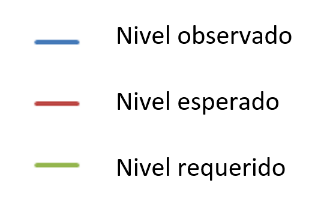 Nivel observado
Nivel esperado
Nivel requerido